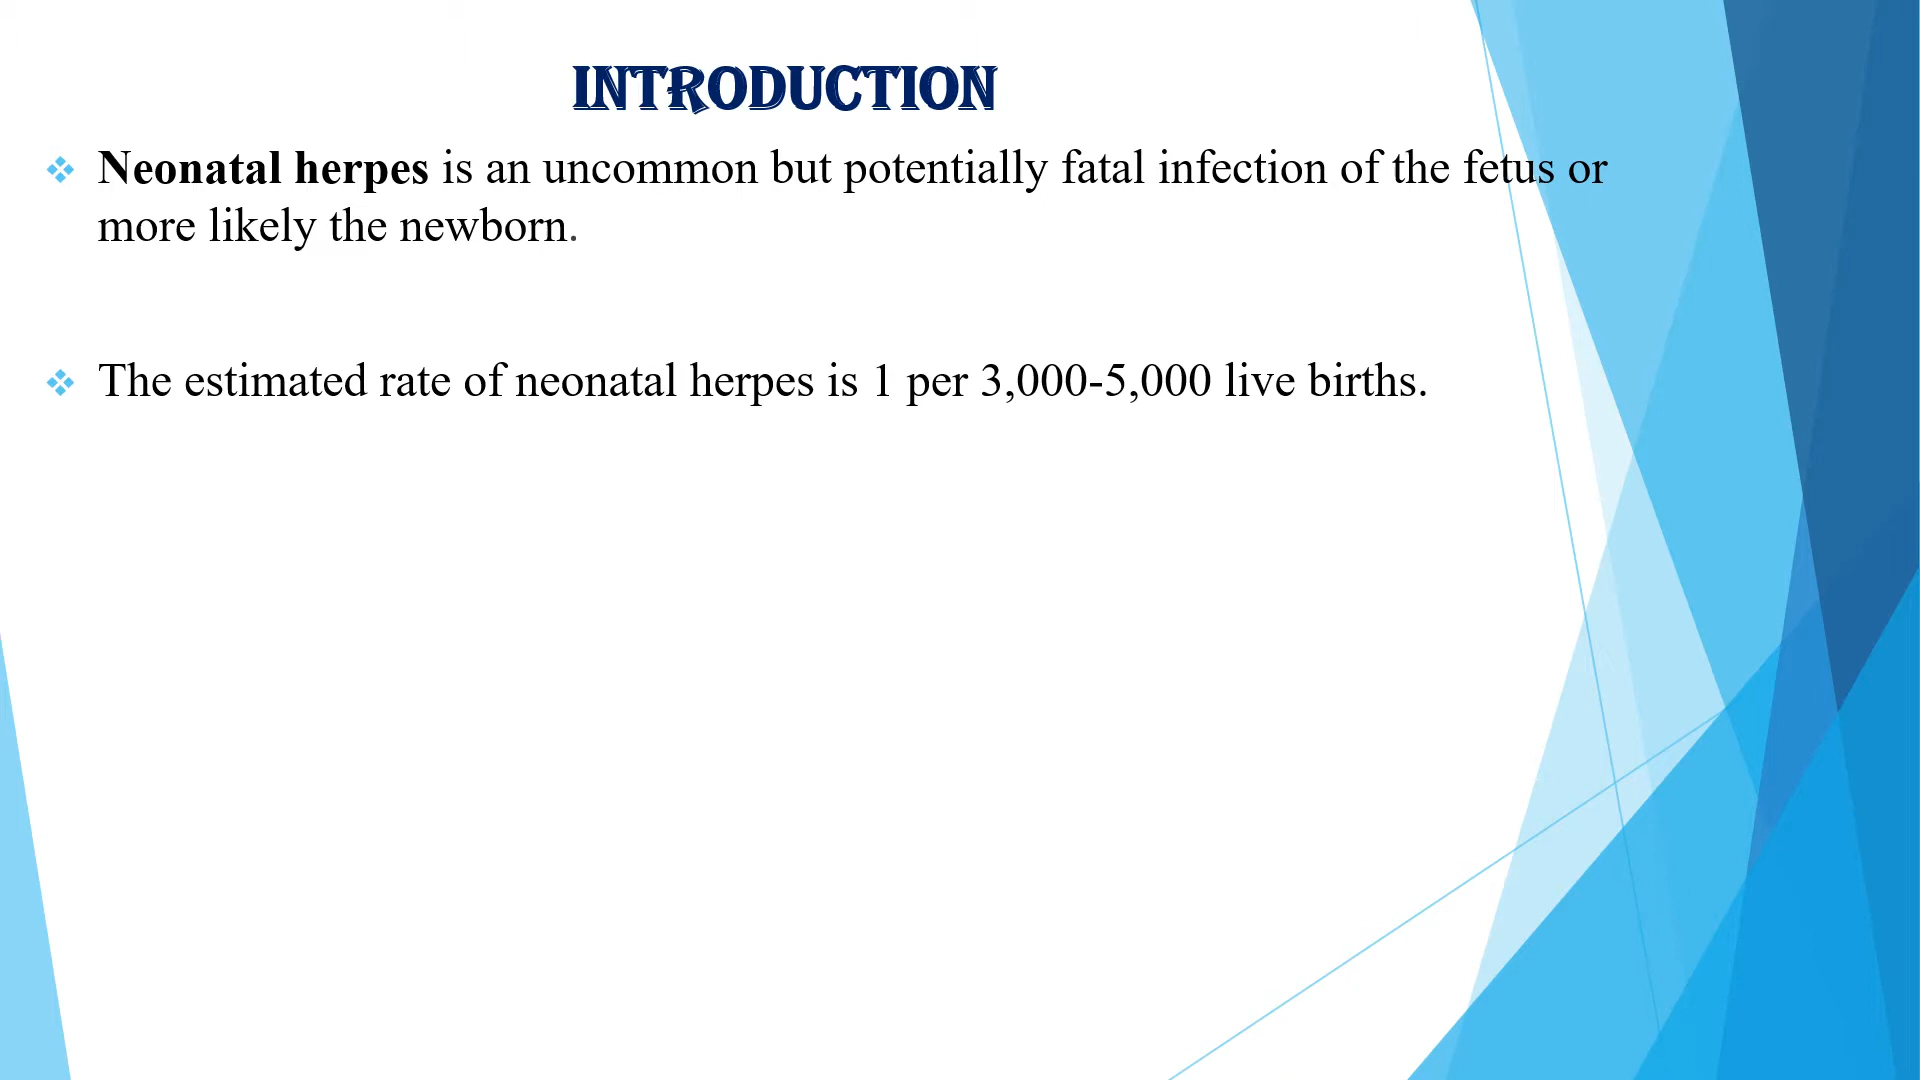 INTRODUCTION
❖ Neonatal herpes is an uncommon but potentially fatal infection of the fetus or
more likely the newborn.
❖ The estimated rate of neonatal herpes is 1 per 3,000-5,000 live births.